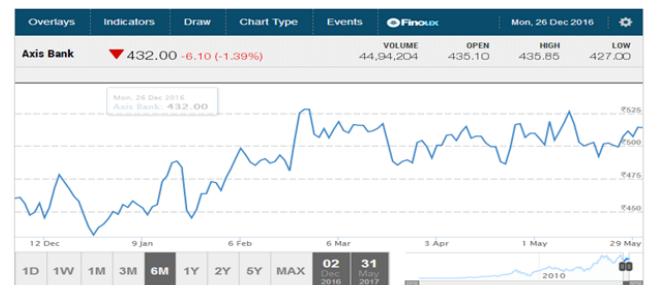 Overlays Indicators Draw Chart Type Events Finoux Mon, 26 Dec 2016
Axis Bank ▼ 432.00 -6.10 (-1.39%) VOLUME 44,94,204 OPEN 435.10 HIGH 435.85 LOW 427.00
Mon, 26 Dec 2016
Axis Bank: 432.00
₹525
₹500
₹475
₹450
12 Dec 9 Jan 6 Feb 6 Mar 3 Apr 1 May 29 May
1D 1W 1M 3M 6M 1Y 2Y 5Y MAX 02 Dec 2016 31 May 2017
2010